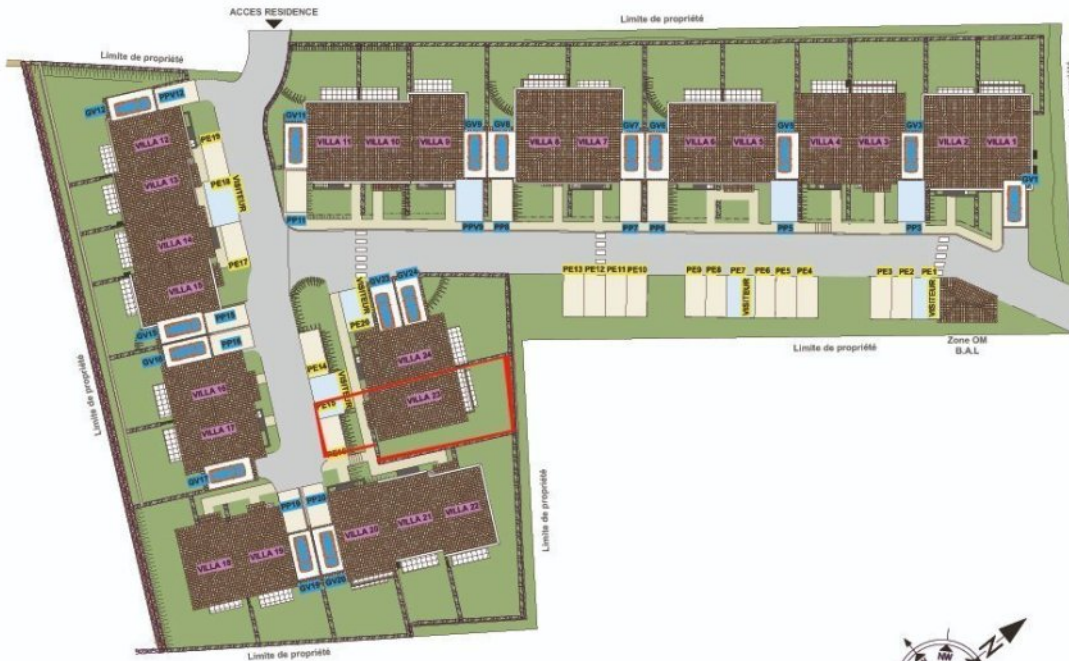 ACCES RESIDENCE
Limite de propriété
Limite de propriété
GV12
PPV12
VILLA 12
PE19
VILLA 13
PE18
VISITEUR
VILLA 14
PE17
VILLA 15
GV15
PP15
GV16
PP16
VILLA 16
VILLA 17
GV17
Limite de propriété
GV11
VILLA 11
VILLA 10
VILLA 9
GV9
GV8
VILLA 8
VILLA 7
GV7
GV6
VILLA 6
VILLA 5
GV5
VILLA 4
VILLA 3
GV3
VILLA 2
VILLA 1
GV1
PP11
PPV9
PP8
PP7
PP6
PP5
PP3
PE13
PE12
PE11
PE10
PE9
PE8
PE7
VISITEUR
PE6
PE5
PE4
PE3
PE2
PE1
VISITEUR
Zone OM
B.A.L
Limite de propriété
GV23
GV24
VISITEUR
PE20
VILLA 24
PE14
VISITEUR
PE15
VILLA 23
PP19
PP20
VILLA 18
VILLA 19
VILLA 20
VILLA 21
VILLA 22
GV19
GV20
Limite de propriété
Limite de propriété
NW
N